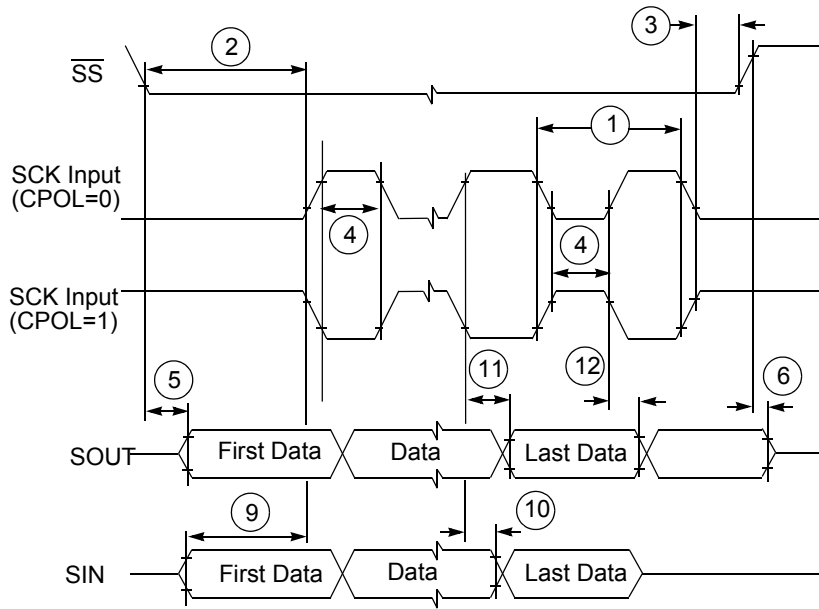 2
3
SS
1
SCK Input
(CPOL=0)
4
4
SCK Input
(CPOL=1)
5
11
12
6
SOUT
First Data
Data
Last Data
9
10
SIN
First Data
Data
Last Data